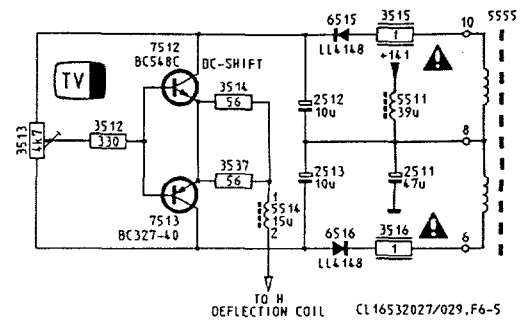 6515
LL4148
3515
1
+141
10
5555
7512
BC548C
DC-SHIFT
TV
3514
56
2512
10u
5511
39u
3513
4k7
3512
330
8
3537
56
2513
10u
2511
47u
7513
BC327-40
1
5514
15u
2
6516
LL4148
3516
1
6
TO H
DEFLECTION COIL
CL16532027/029,F6-5